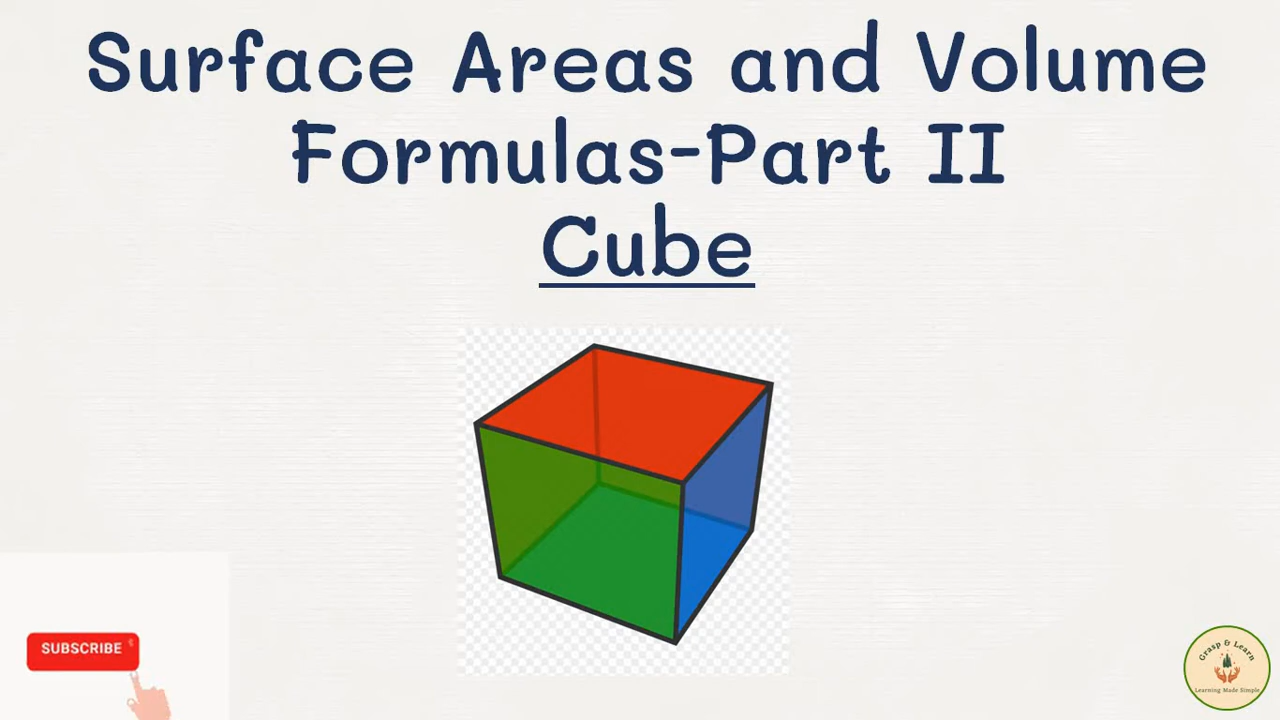 Surface Areas and Volume
Formulas-Part II
Cube
SUBSCRIBE
Grasp & Learn
Learning Made Simple